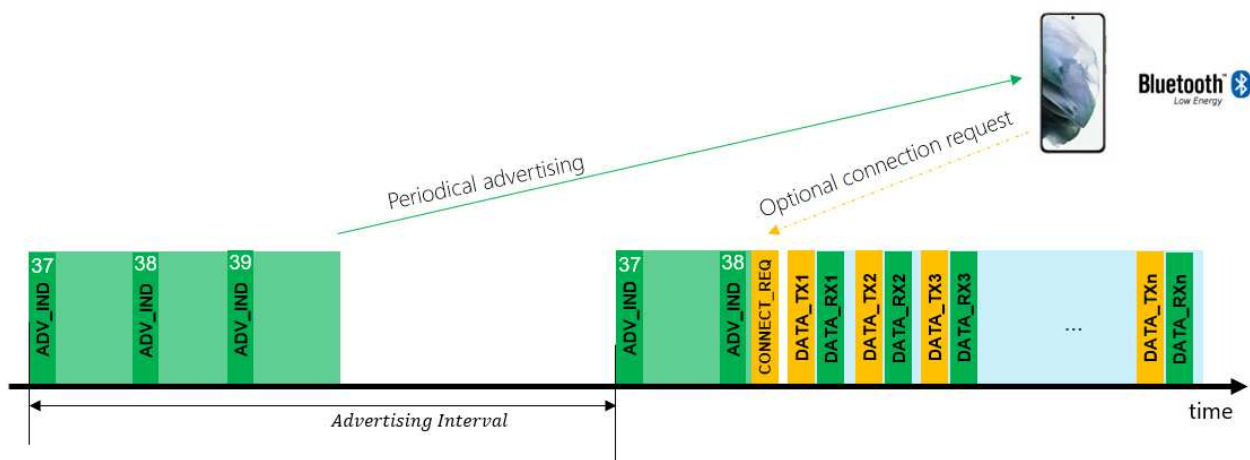 Bluetooth™
Low Energy
Periodical advertising
Optional connection request
37
ADV_IND
38
ADV_IND
39
ADV_IND
37
ADV_IND
38
ADV_IND
CONNECT_REQ
DATA_TX1
DATA_RX1
DATA_TX2
DATA_RX2
DATA_TX3
DATA_RX3
...
DATA_TXn
DATA_RXn
time
Advertising Interval